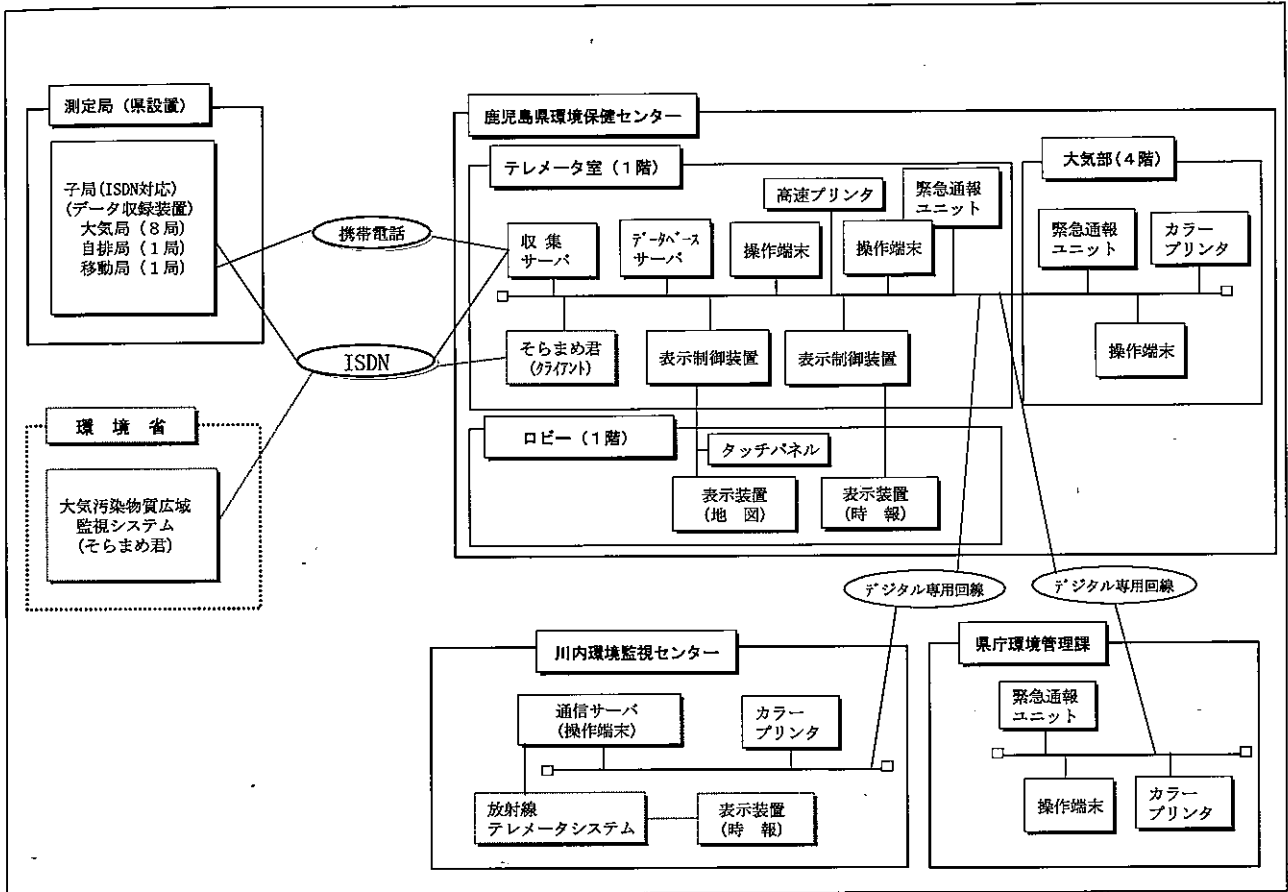 測定局（県設置）
子局(ISDN対応)
(データ収録装置)
大気局（８局）
自排局（１局）
移動局（１局）
携帯電話
ISDN
環　境　省
大気汚染物質広域
監視システム
(そらまめ君)
鹿児島県環境保健センター
テレメータ室（１階）
収 集
サーバ
データベース
サーバ
操作端末
高速プリンタ
操作端末
緊急通報
ユニット
そらまめ君
(クライアント)
表示制御装置
表示制御装置
ロビー（１階）
タッチパネル
表示装置
(地　図)
表示装置
(時　報)
大気部(４階)
緊急通報
ユニット
カラー
プリンタ
操作端末
デジタル専用回線
デジタル専用回線
川内環境監視センター
通信サーバ
(操作端末)
カラー
プリンタ
放射線
テレメータシステム
表示装置
(時　報)
県庁環境管理課
緊急通報
ユニット
操作端末
カラー
プリンタ